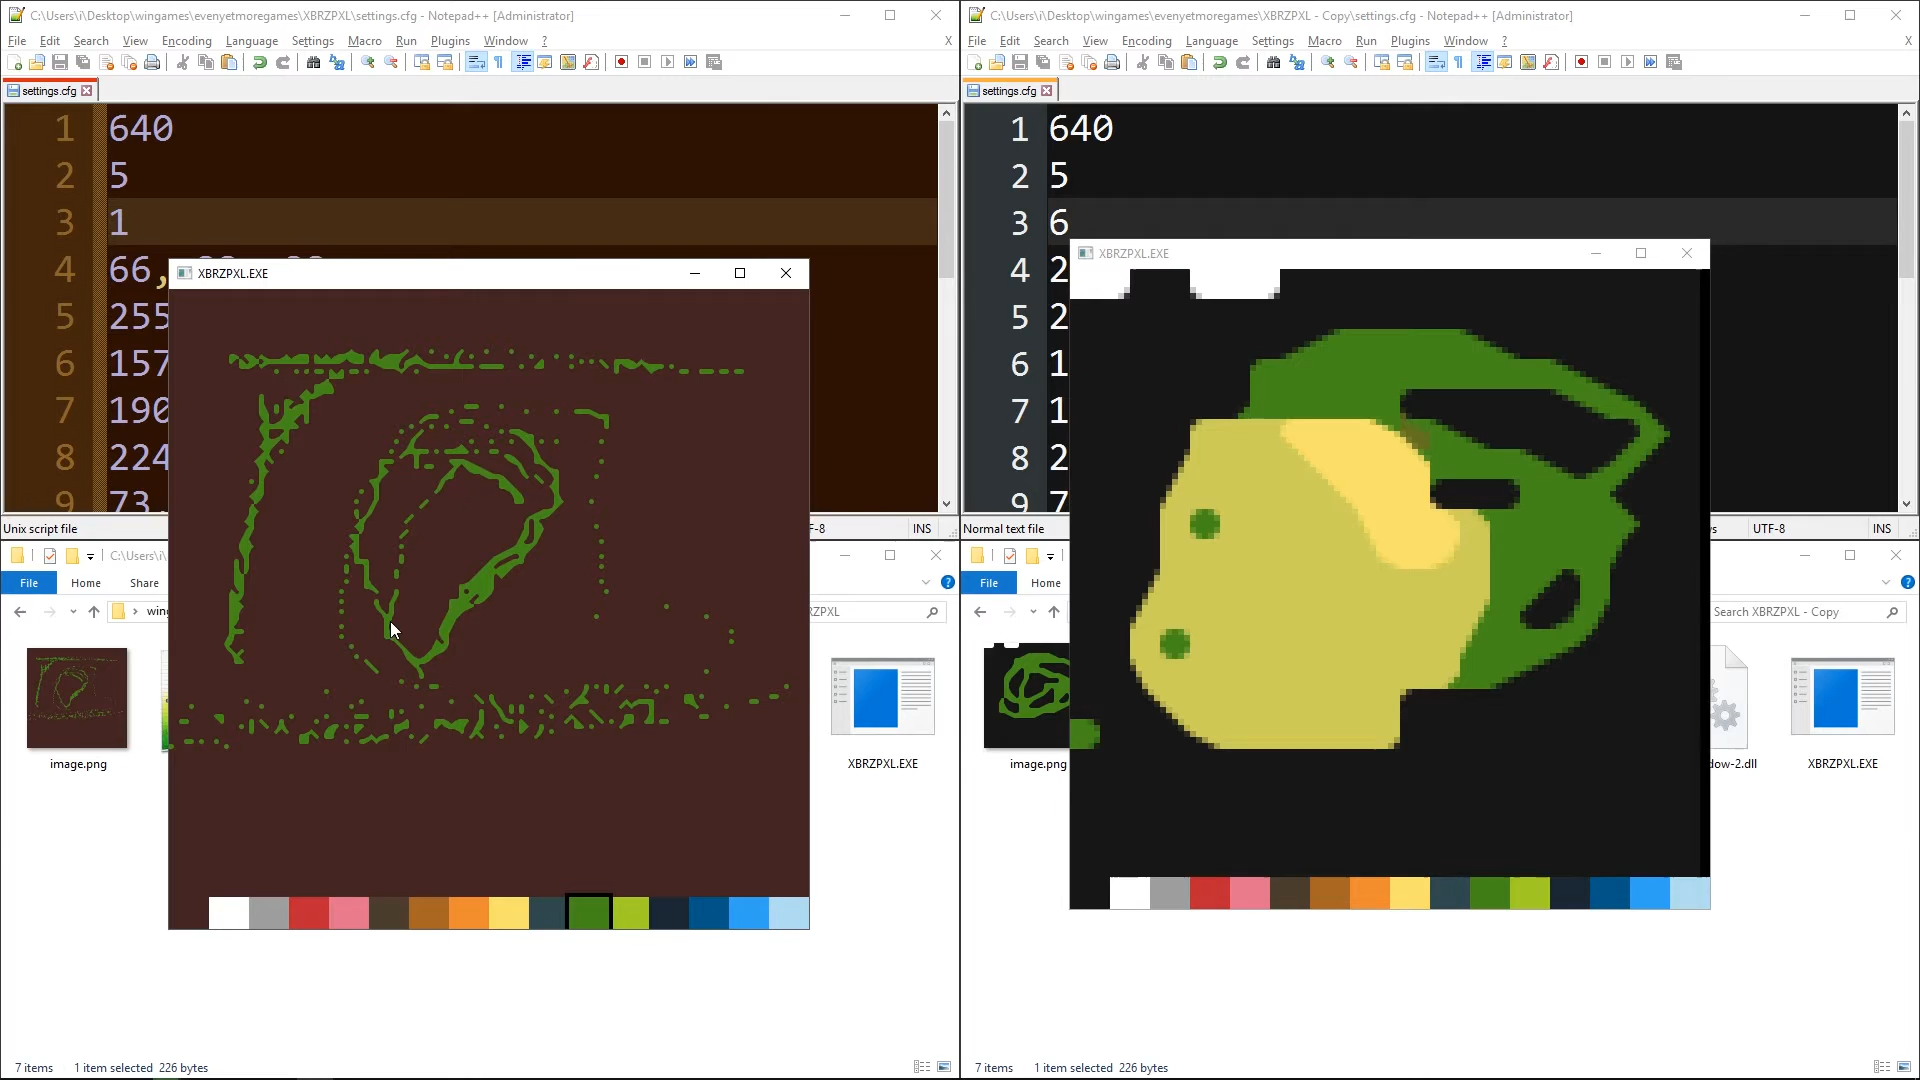 C:\Users\i\Desktop\wingames\evenyetmoregames\XBRZPXL\settings.cfg - Notepad++ [Administrator]
File Edit Search View Encoding Language Settings Macro Run Plugins Window ? X
settings.cfg
1 640
2 5
3 1
4 66,
5 255
6 157
7 190
8 224
9 73,
Unix script file
F-8 INS
XBRZPXL.EXE
C:\Users\i\
File Home Share
wing
ZPXL
image.png
XBRZPXL.EXE
7 items 1 item selected 226 bytes
C:\Users\i\Desktop\wingames\evenyetmoregames\XBRZPXL - Copy\settings.cfg - Notepad++ [Administrator]
File Edit Search View Encoding Language Settings Macro Run Plugins Window ? X
settings.cfg
1 640
2 5
3 6
4 2
5 2
6 1
7 1
8 2
9 7
Normal text file
UTF-8 INS
XBRZPXL.EXE
File Home
Search XBRZPXL - Copy
image.png
dow-2.dll
XBRZPXL.EXE
7 items 1 item selected 226 bytes